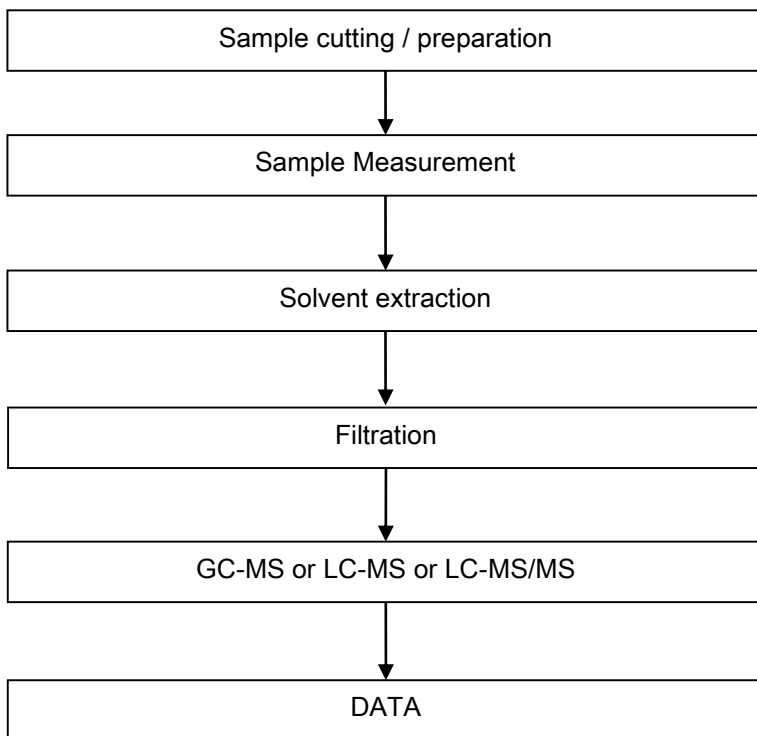 Sample cutting / preparation
Sample Measurement
Solvent extraction
Filtration
GC-MS or LC-MS or LC-MS/MS
DATA